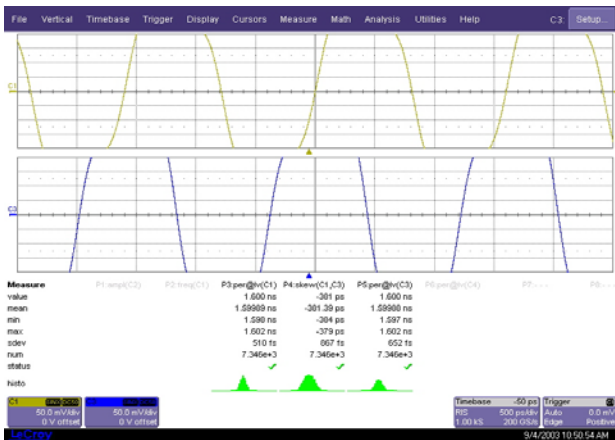 File Vertical Timebase Trigger Display Cursors Measure Math Analysis Utilities Help C3: Setup...
C1
C3
Measure P1:ampl(C2) P2:freq(C1) P3:per@lv(C1) P4:skew(C1,C3) P5:per@lv(C3) P6:per@lv(C4) P7:--- P8:---
value 1.600 ns -381 ps 1.600 ns
mean 1.59989 ns -381.39 ps 1.59988 ns
min 1.598 ns -384 ps 1.597 ns
max 1.602 ns -379 ps 1.602 ns
sdev 510 fs 867 fs 652 fs
num 7.346e+3 7.346e+3 7.346e+3
status
histo
C1
50.0 mV/div 50.0 mV/div
0 V offset 0 V offset
Timebase -50 ps Trigger
RIS 500 ps/div Auto 0.0 mV
1.00 kS 200 GS/s Edge Positive
LeCroy 9/4/2003 10:50:54 AM